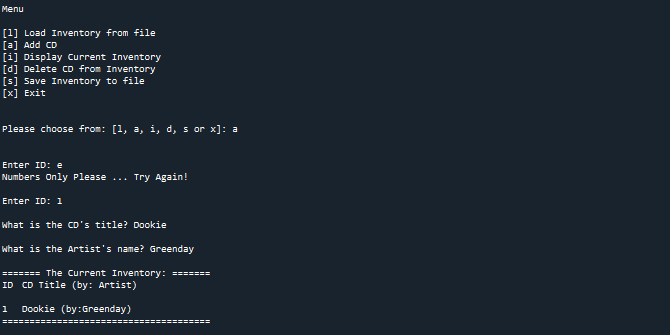 Menu
[l] Load Inventory from file
[a] Add CD
[i] Display Current Inventory
[d] Delete CD from Inventory
[s] Save Inventory to file
[x] Exit
Please choose from: [l, a, i, d, s or x]: a
Enter ID: e
Numbers Only Please ... Try Again!
Enter ID: 1
What is the CD's title? Dookie
What is the Artist's name? Greenday
======= The Current Inventory: =======
ID CD Title (by: Artist)
1 Dookie (by:Greenday)
======================================